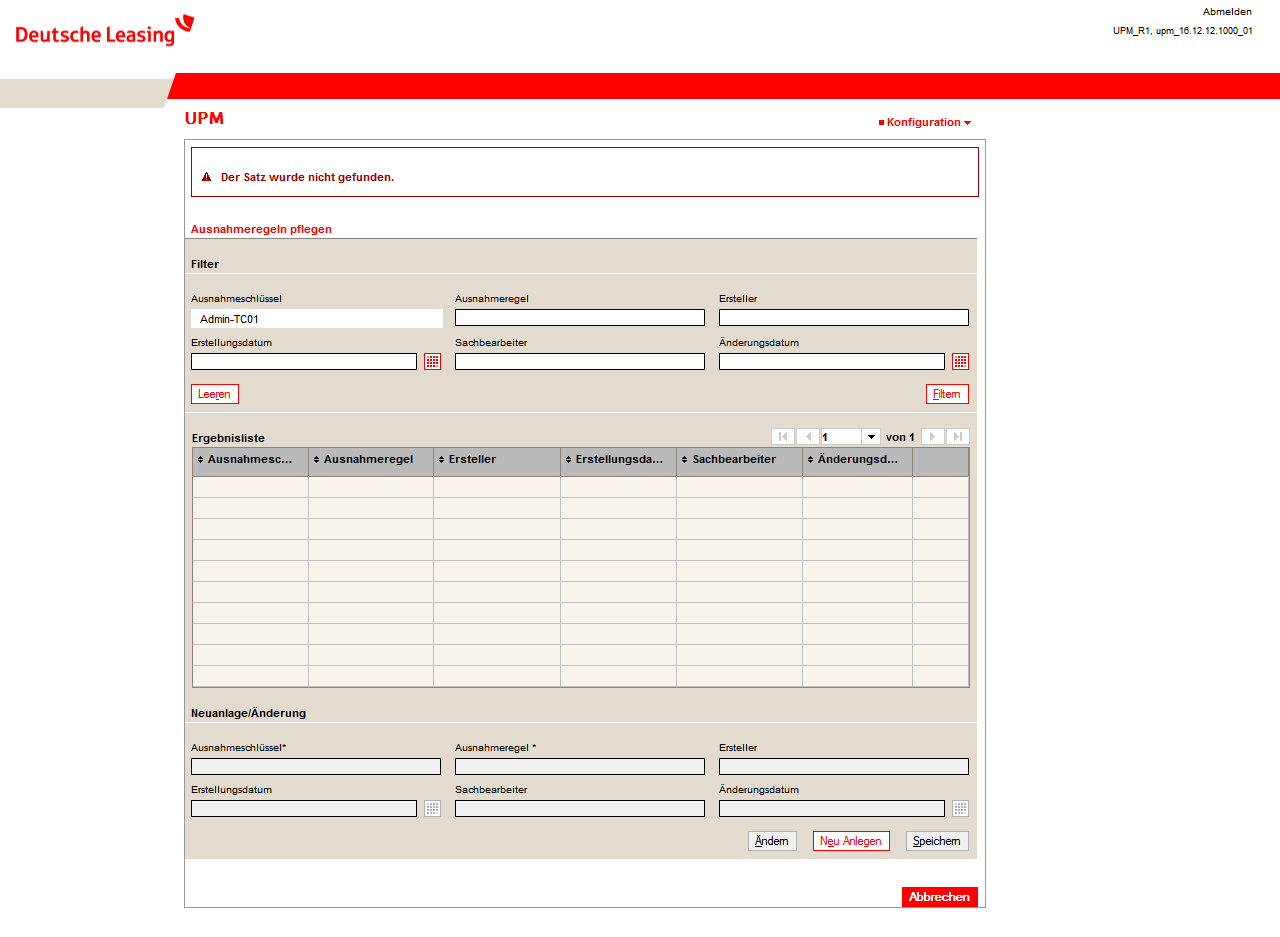 Deutsche Leasing
Abmelden
UPM_R1, upm_16.12.12.1000_01
UPM
Konfiguration
Der Satz wurde nicht gefunden.
Ausnahmeregeln pflegen
Filter
Ausnahmeschlüssel Ausnahmeregel Ersteller
Admin-TC01
Erstellungsdatum Sachbearbeiter Änderungsdatum
Leeren Filtern
Ergebnisliste 1 von 1
Ausnahmesc... Ausnahmeregel Ersteller Erstellungsda... Sachbearbeiter Änderungsd...
Neuanlage/Änderung
Ausnahmeschlüssel* Ausnahmeregel * Ersteller
Erstellungsdatum Sachbearbeiter Änderungsdatum
Ändern Neu Anlegen Speichern
Abbrechen